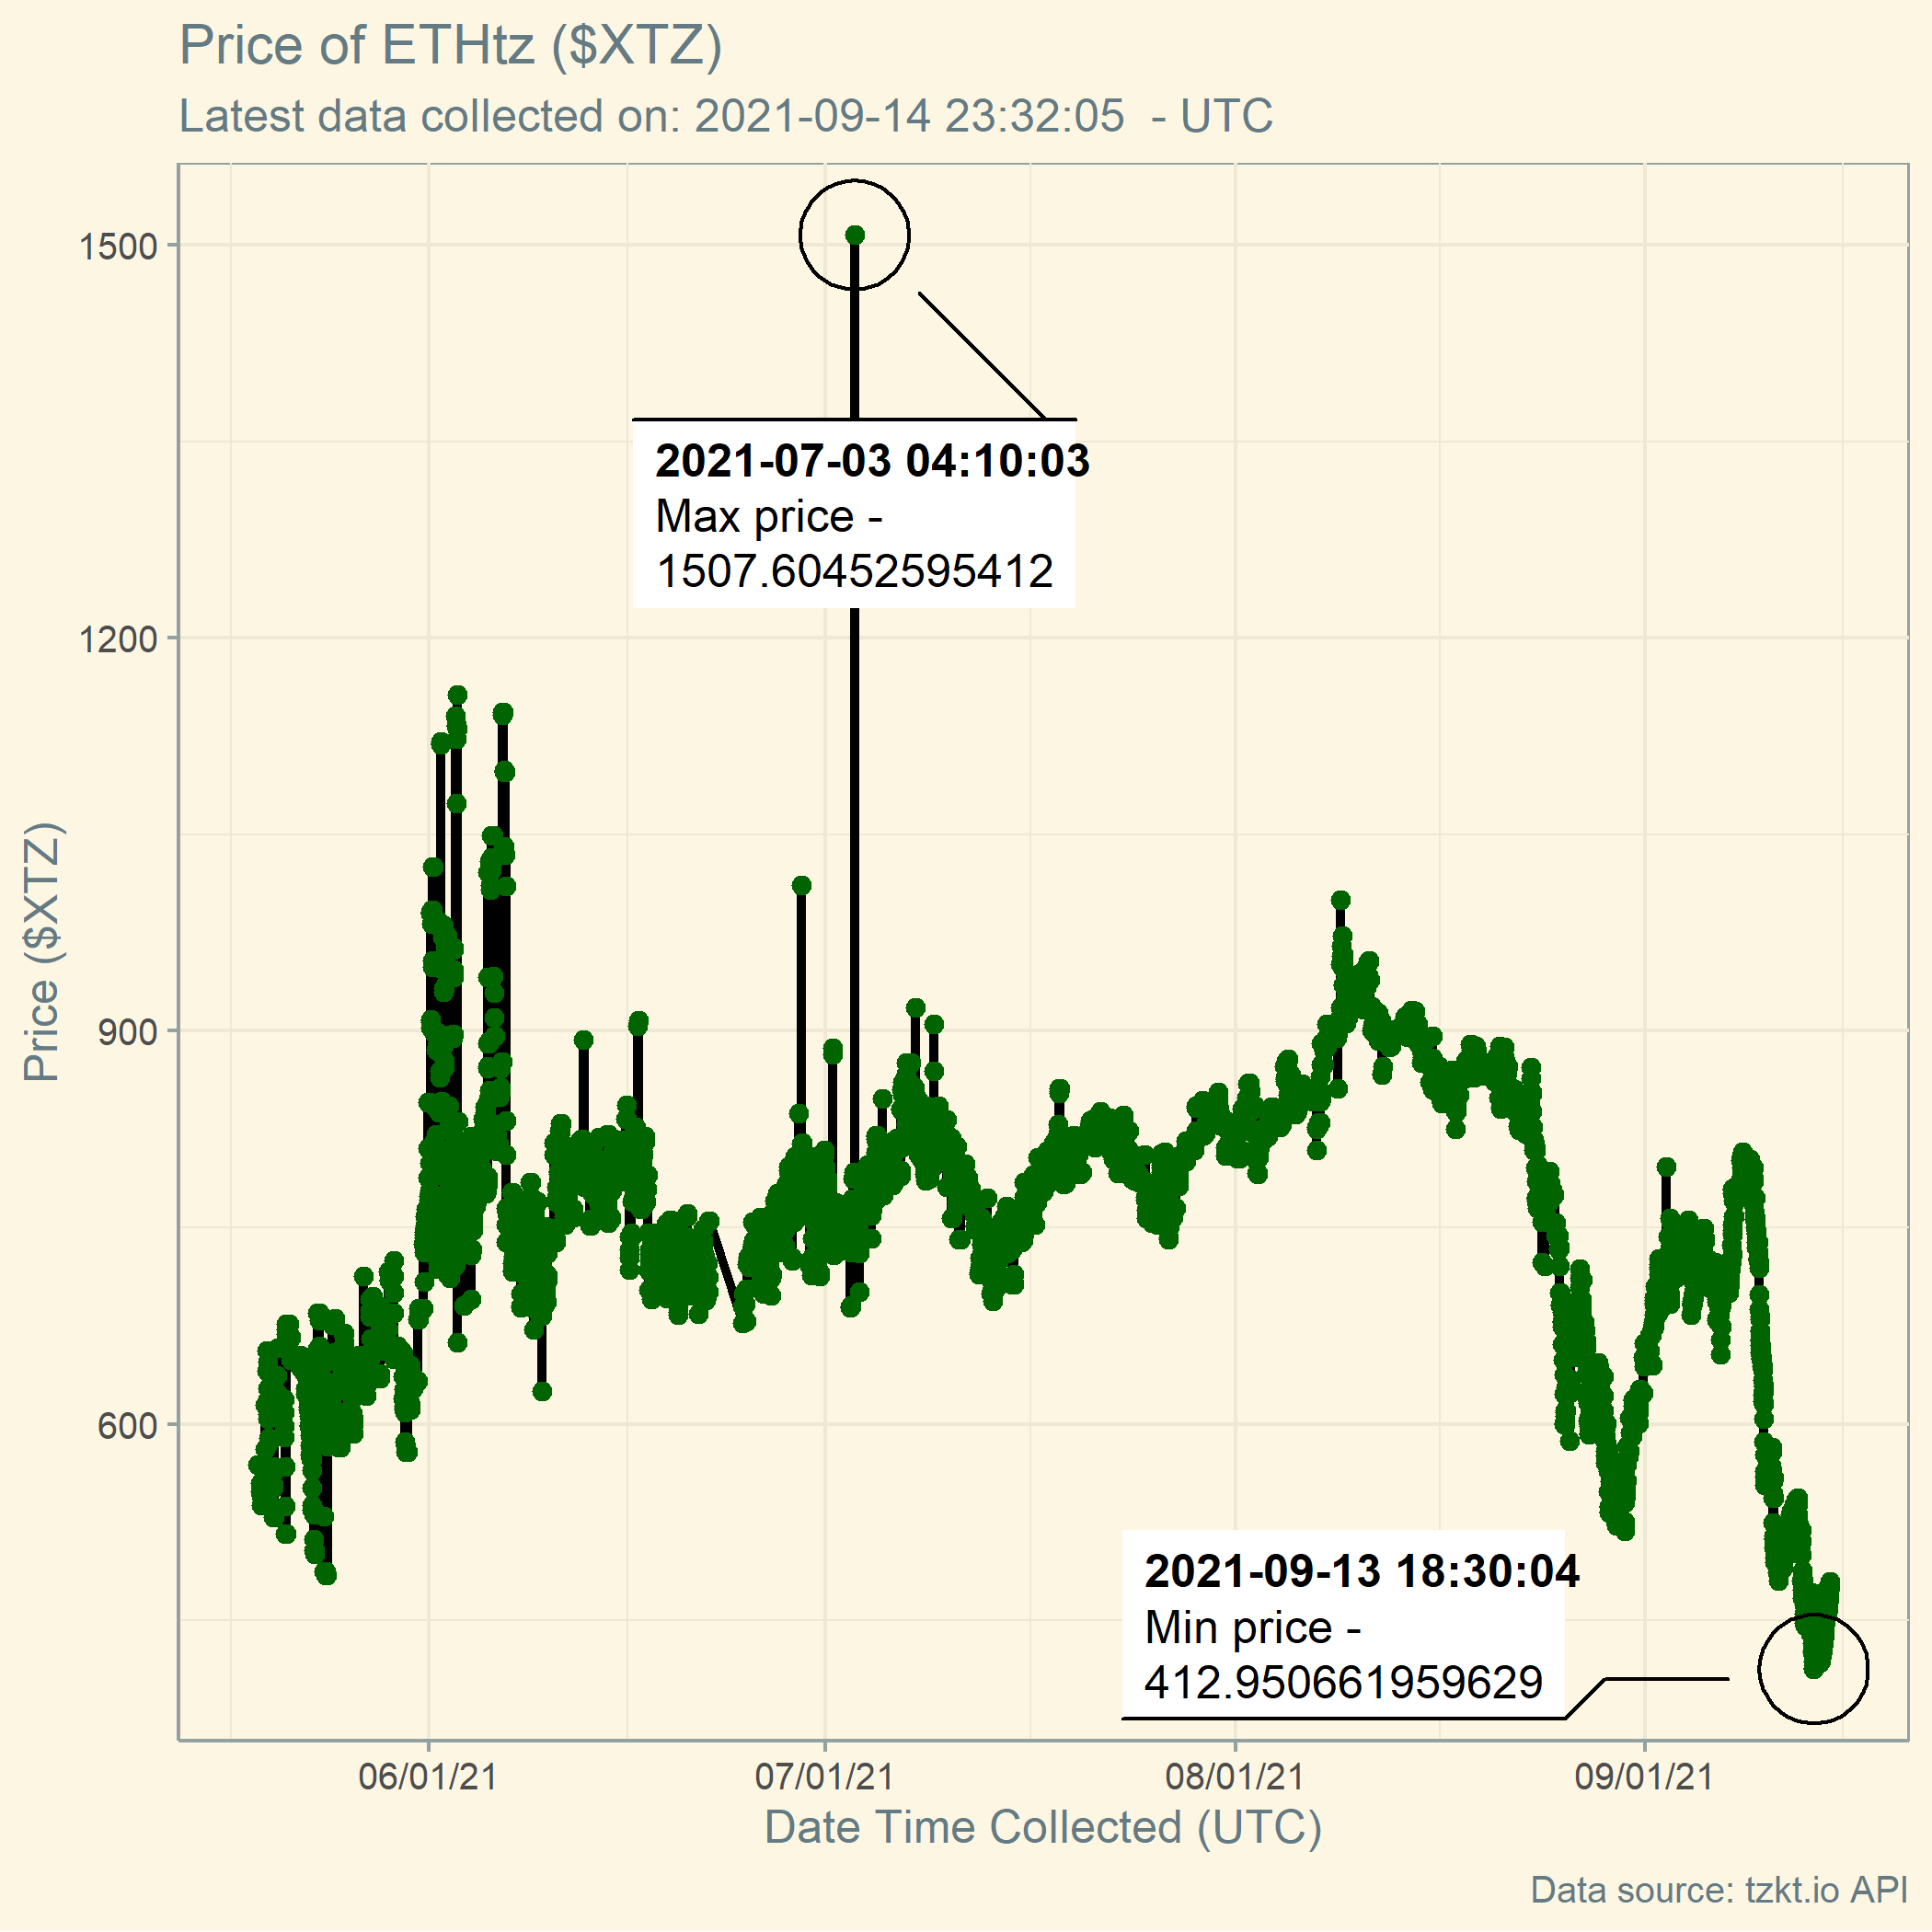 Price of ETHtz ($XTZ)
Latest data collected on: 2021-09-14 23:32:05  - UTC
1500
1200
900
600
Price ($XTZ)
2021-07-03 04:10:03
Max price -
1507.60452595412
2021-09-13 18:30:04
Min price -
412.950661959629
06/01/21
07/01/21
08/01/21
09/01/21
Date Time Collected (UTC)
Data source: tzkt.io API